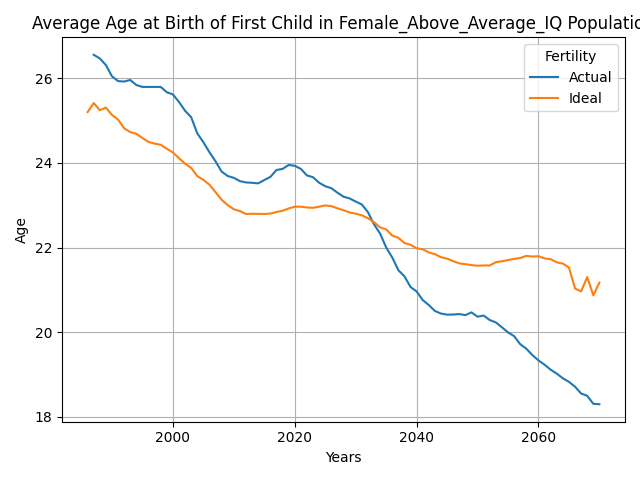 Average Age at Birth of First Child in Female_Above_Average_IQ Populatio
Fertility
Actual
Ideal
26
24
22
20
18
Age
2000
2020
2040
2060
Years